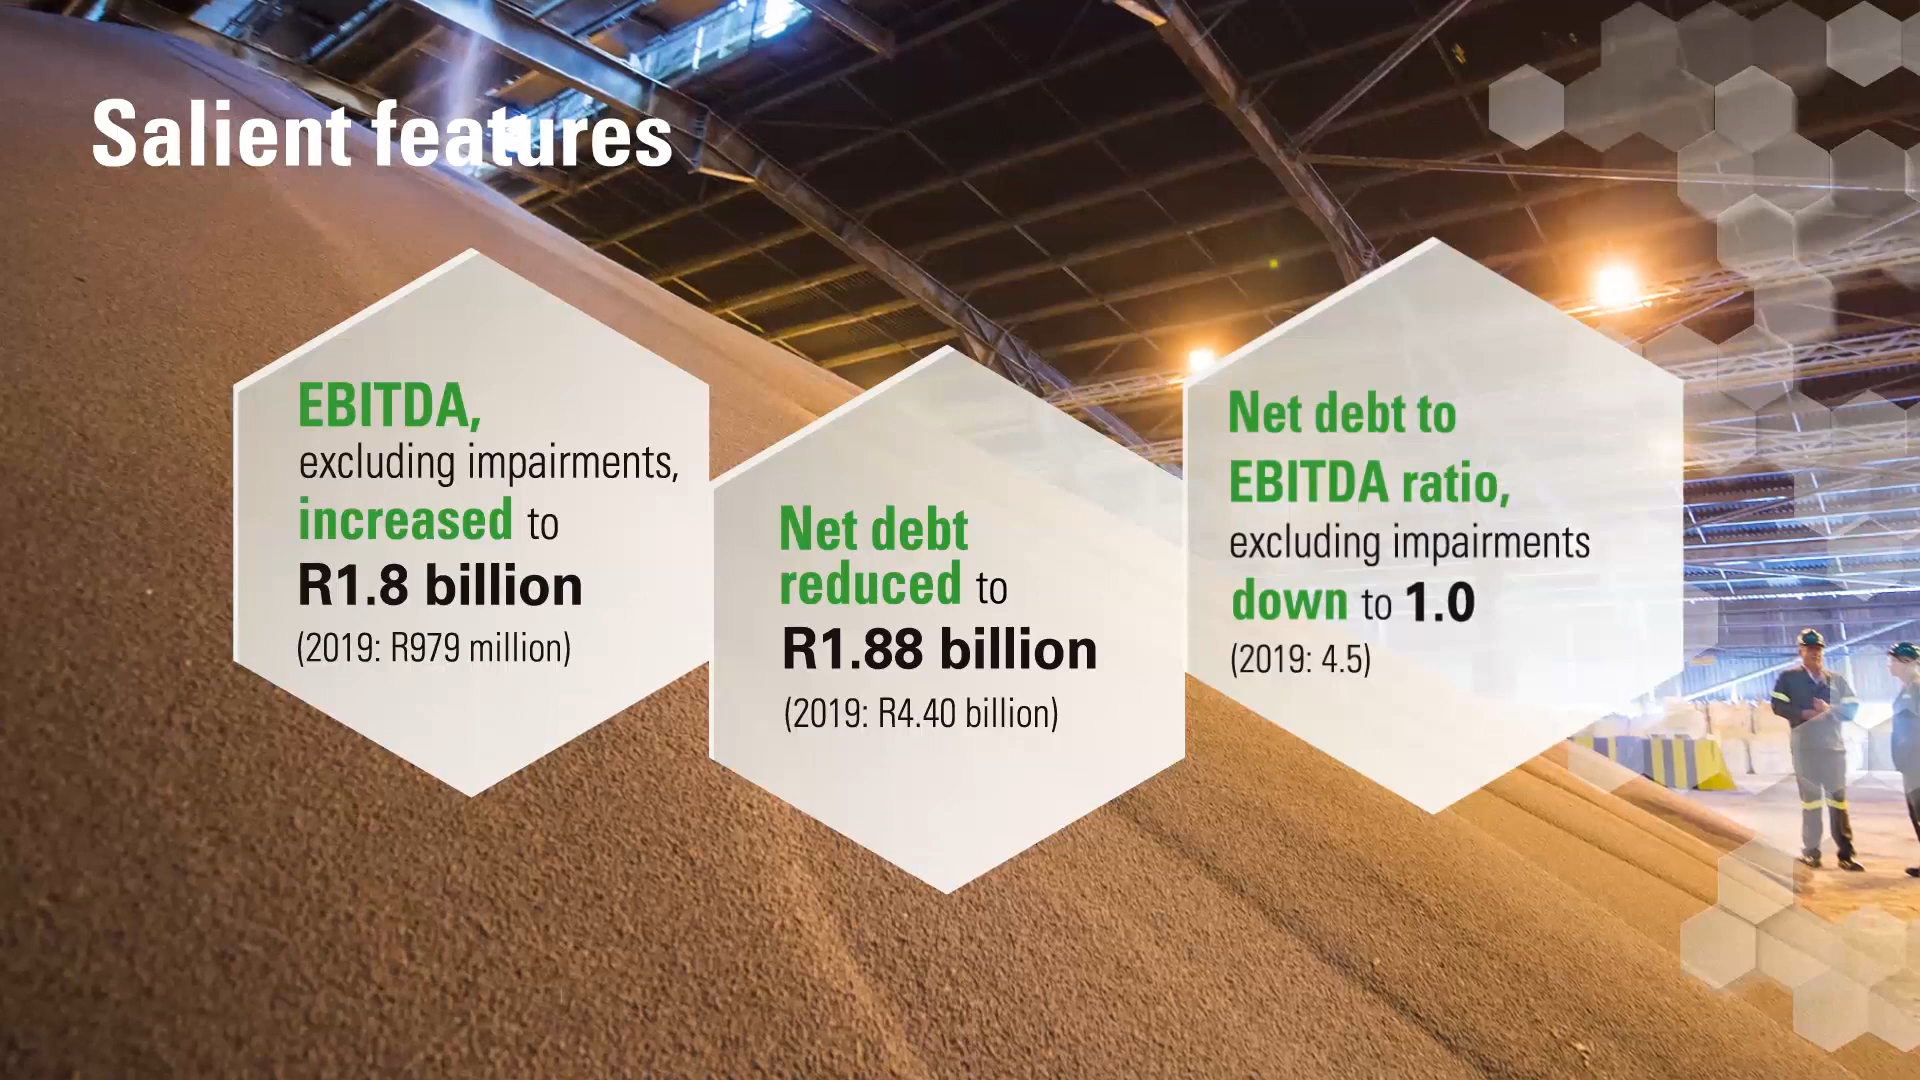 Salient features
EBITDA,
excluding impairments,
increased to
R1.8 billion
(2019: R979 million)
Net debt
reduced to
R1.88 billion
(2019: R4.40 billion)
Net debt to
EBITDA ratio,
excluding impairments
down to 1.0
(2019: 4.5)